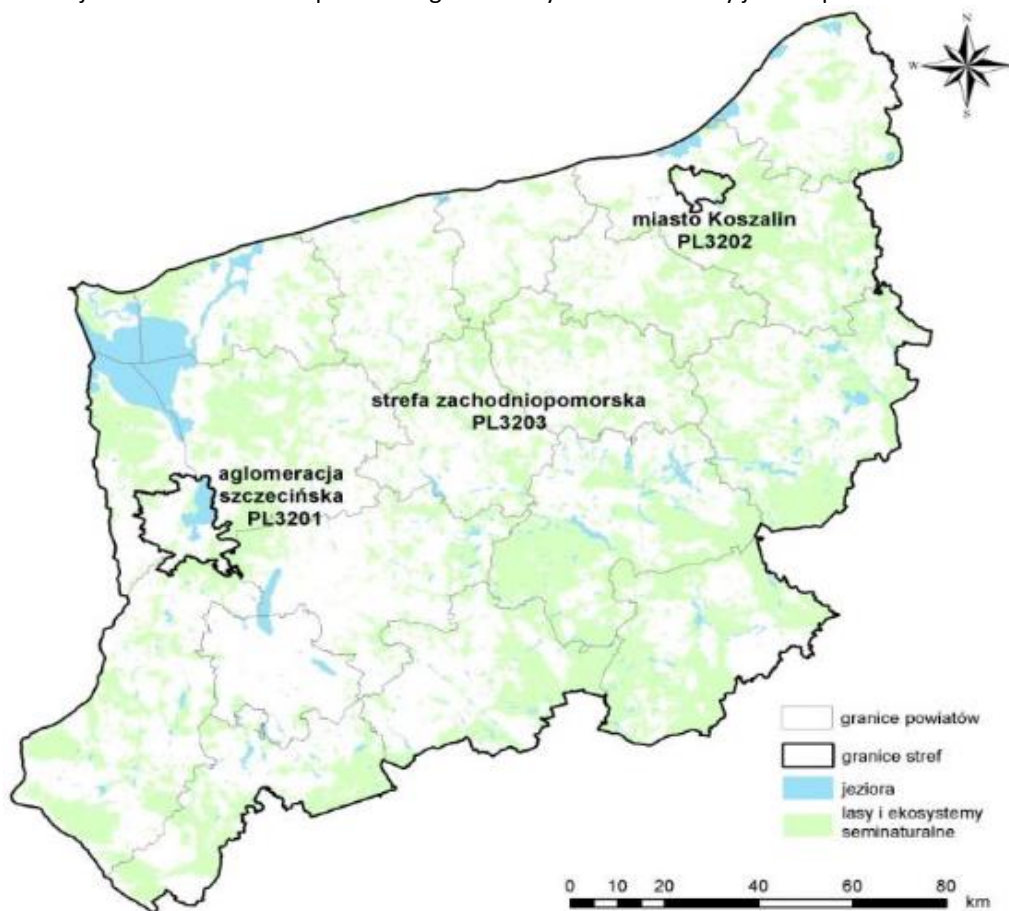 N
W
S
miasto Koszalin
PL3202
strefa zachodniopomorska
PL3203
aglomeracja
szczecińska
PL3201
granice powiatów
granice stref
jeziora
lasy i ekosystemy
seminaturalne
0 10 20 40 60 80
km